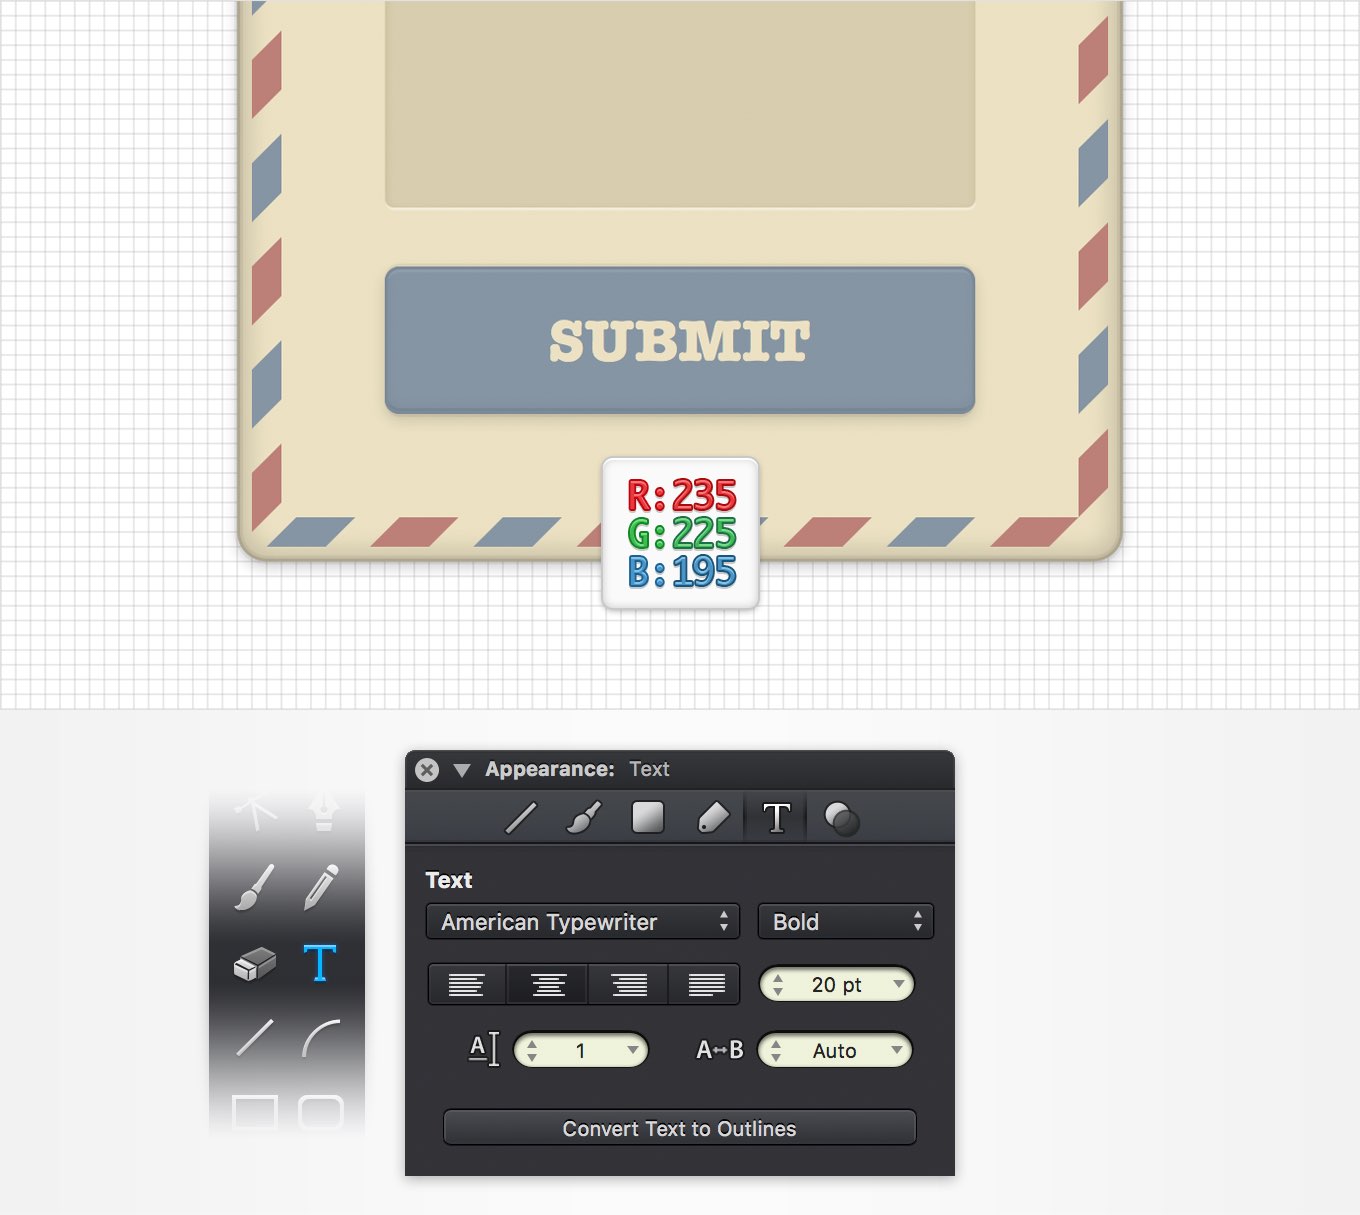 SUBMIT
R: 235
G: 225
B: 195
Appearance: Text
T
Text
American Typewriter
Bold
T
20 pt
A
1
A↔B
Auto
Convert Text to Outlines